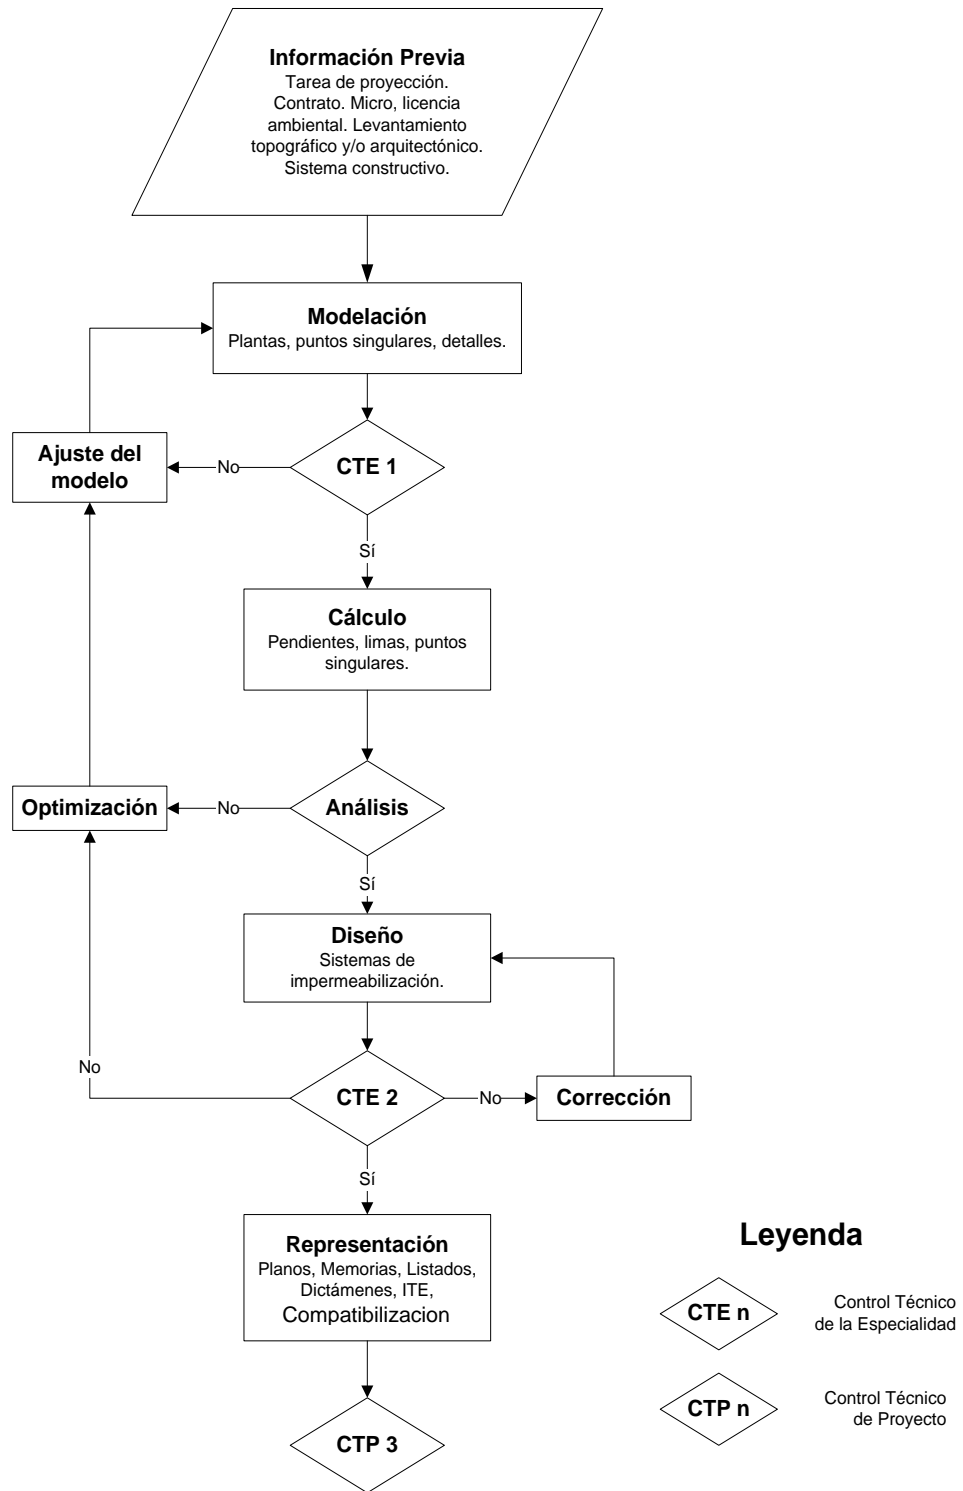 Información Previa
Tarea de proyección.
Contrato. Micro, licencia
ambiental. Levantamiento
topográfico y/o arquitectónico.
Sistema constructivo.
Modelación
Plantas, puntos singulares, detalles.
Ajuste del
modelo
No
CTE 1
Sí
Cálculo
Pendientes, limas, puntos
singulares.
Optimización
No
Análisis
Sí
Diseño
Sistemas de
impermeabilización.
No
CTE 2
No
Corrección
Sí
Representación
Planos, Memorias, Listados,
Dictámenes, ITE,
Compatibilizacion
CTP 3
Leyenda
CTE n
Control Técnico
de la Especialidad
CTP n
Control Técnico
de Proyecto